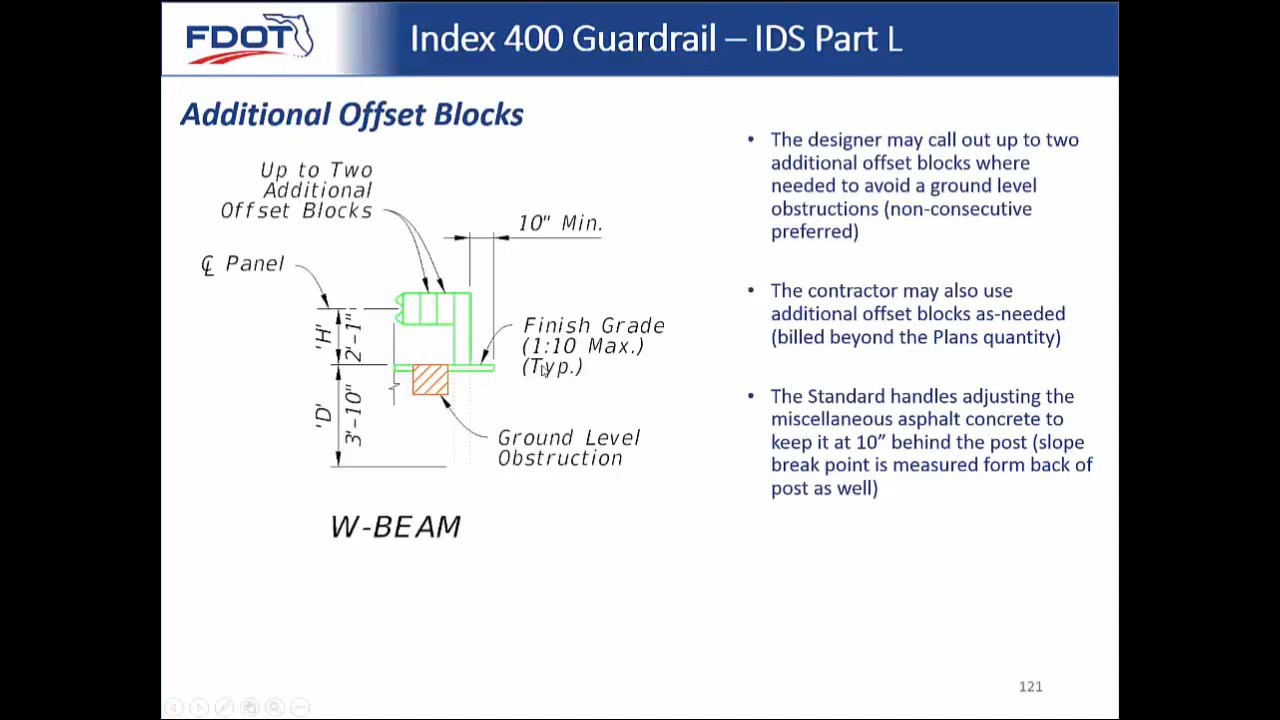 FDOT
Index 400 Guardrail – IDS Part L
Additional Offset Blocks
Up to Two
Additional
Offset Blocks
10" Min.
℄ Panel
'H'
2'-1"
Finish Grade
(1:10 Max.)
(Typ.)
'D'
3'-10"
Ground Level
Obstruction
W-BEAM
• The designer may call out up to two
additional offset blocks where
needed to avoid a ground level
obstructions (non-consecutive
preferred)
• The contractor may also use
additional offset blocks as-needed
(billed beyond the Plans quantity)
• The Standard handles adjusting the
miscellaneous asphalt concrete to
keep it at 10” behind the post (slope
break point is measured form back of
post as well)
121